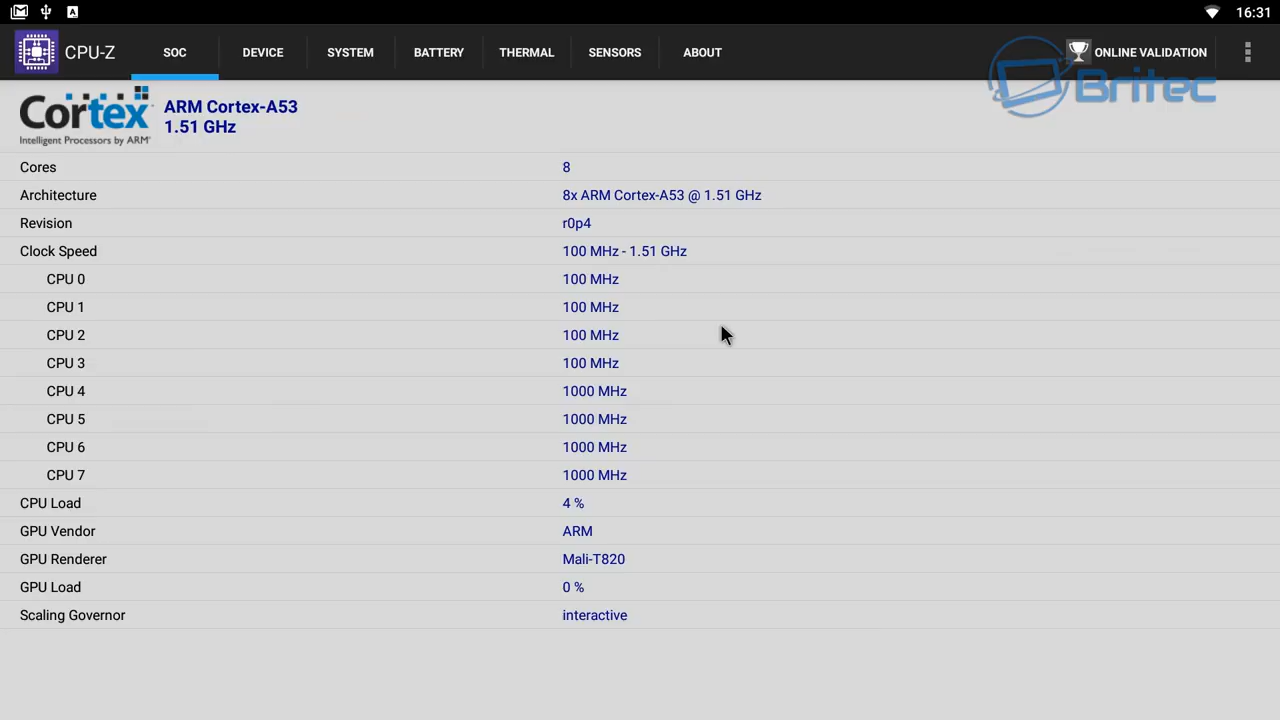 16:31
CPU-Z
SOC
DEVICE
SYSTEM
BATTERY
THERMAL
SENSORS
ABOUT
ONLINE VALIDATION
Britec
Cortex
Intelligent Processors by ARM®
ARM Cortex-A53
1.51 GHz
Cores 8
Architecture 8x ARM Cortex-A53 @ 1.51 GHz
Revision r0p4
Clock Speed 100 MHz - 1.51 GHz
CPU 0 100 MHz
CPU 1 100 MHz
CPU 2 100 MHz
CPU 3 100 MHz
CPU 4 1000 MHz
CPU 5 1000 MHz
CPU 6 1000 MHz
CPU 7 1000 MHz
CPU Load 4 %
GPU Vendor ARM
GPU Renderer Mali-T820
GPU Load 0 %
Scaling Governor interactive